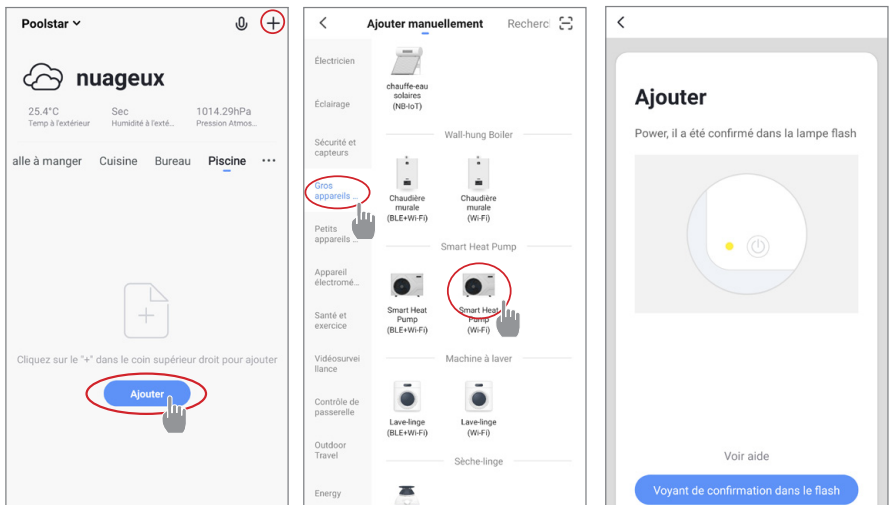 Poolstar
nuageux
25.4°C
Sec
1014.29hPa
Temp à l'extérieur
Humidité à l'exté...
Pression Atmos...
alle à manger
Cuisine
Bureau
Piscine
Cliquez sur le "+" dans le coin supérieur droit pour ajouter
Ajouter
Ajouter manuellement
Recherc
Électricien
Éclairage
Sécurité et
capteurs
Gros
appareils ...
Petits
appareils ...
Appareil
électromé...
Santé et
exercice
Vidéosurvei
llance
Contrôle de
passerelle
Outdoor
Travel
Energy
chauffe-eau
solaires
(NB-IoT)
Wall-hung Boiler
Chaudière
murale
(BLE+Wi-Fi)
Chaudière
murale
(Wi-Fi)
Smart Heat Pump
Smart Heat
Pump
(BLE+Wi-Fi)
Smart Heat
Pump
(Wi-Fi)
Machine à laver
Lave-linge
(BLE+Wi-Fi)
Lave-linge
(Wi-Fi)
Sèche-linge
Ajouter
Power, il a été confirmé dans la lampe flash
Voir aide
Voyant de confirmation dans le flash